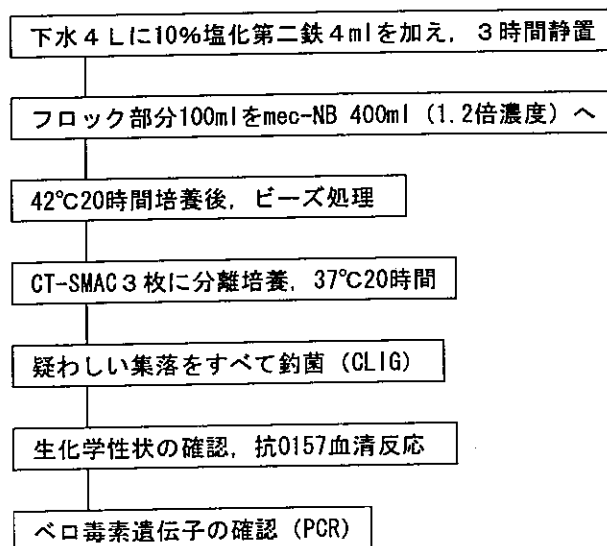 下水４Ｌに10%塩化第二鉄４mlを加え，３時間静置
フロック部分100mlをmec-NB 400ml (1.2倍濃度) へ
42℃20時間培養後，ビーズ処理
CT-SMAC３枚に分離培養，37℃20時間
疑わしい集落をすべて釣菌 (CLIG)
生化学性状の確認，抗O157血清反応
ベロ毒素遺伝子の確認 (PCR)